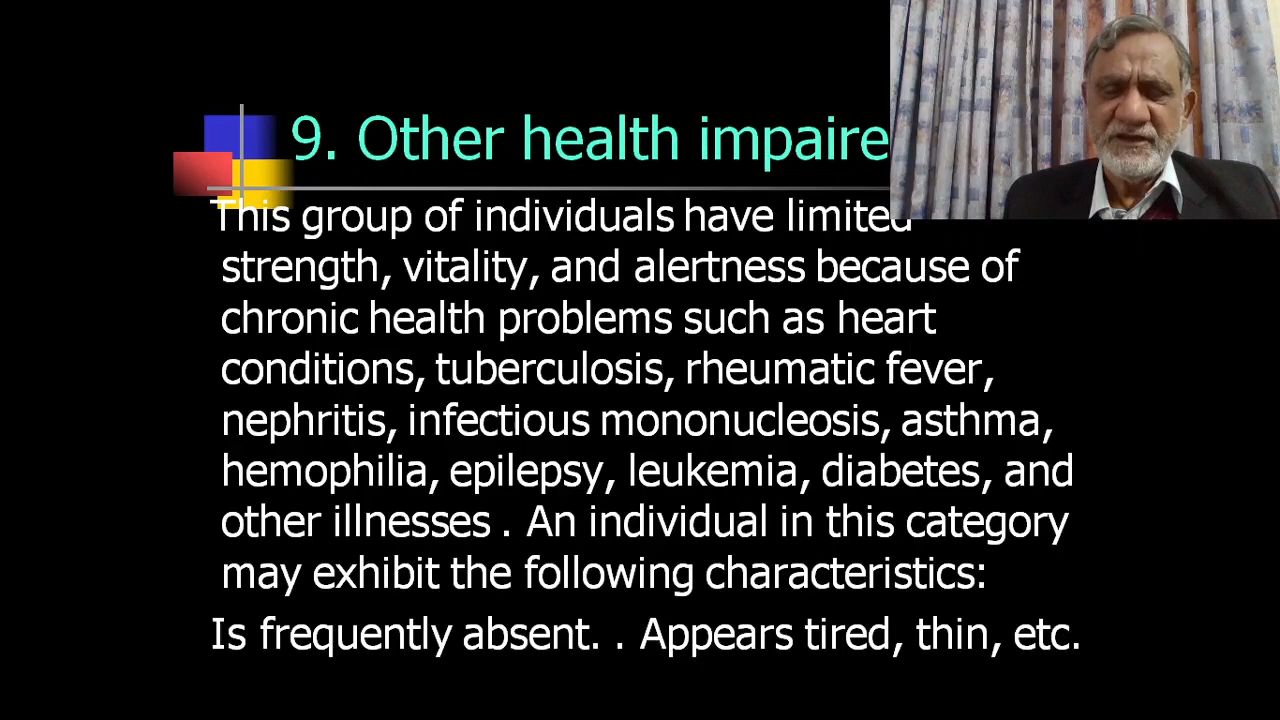 9. Other health impaire
This group of individuals have limited
strength, vitality, and alertness because of
chronic health problems such as heart
conditions, tuberculosis, rheumatic fever,
nephritis, infectious mononucleosis, asthma,
hemophilia, epilepsy, leukemia, diabetes, and
other illnesses . An individual in this category
may exhibit the following characteristics:
Is frequently absent. . Appears tired, thin, etc.